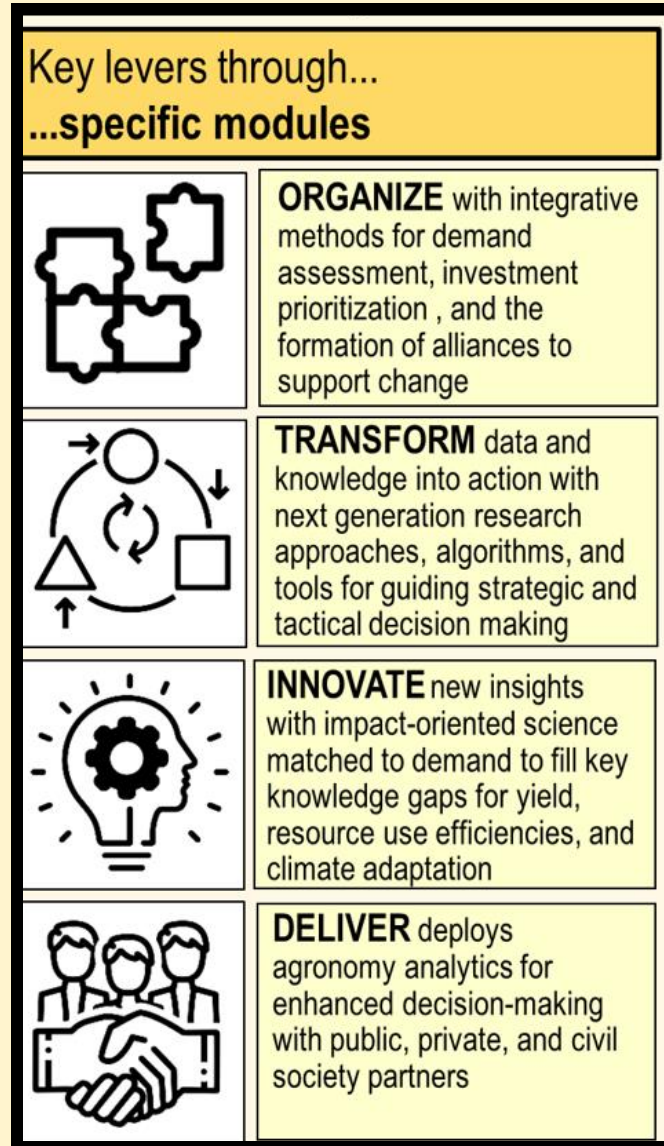 Key levers through...
...specific modules
ORGANIZE with integrative
methods for demand
assessment, investment
prioritization , and the
formation of alliances to
support change
TRANSFORM data and
knowledge into action with
next generation research
approaches, algorithms, and
tools for guiding strategic and
tactical decision making
INNOVATE new insights
with impact-oriented science
matched to demand to fill key
knowledge gaps for yield,
resource use efficiencies, and
climate adaptation
DELIVER deploys
agronomy analytics for
enhanced decision-making
with public, private, and civil
society partners